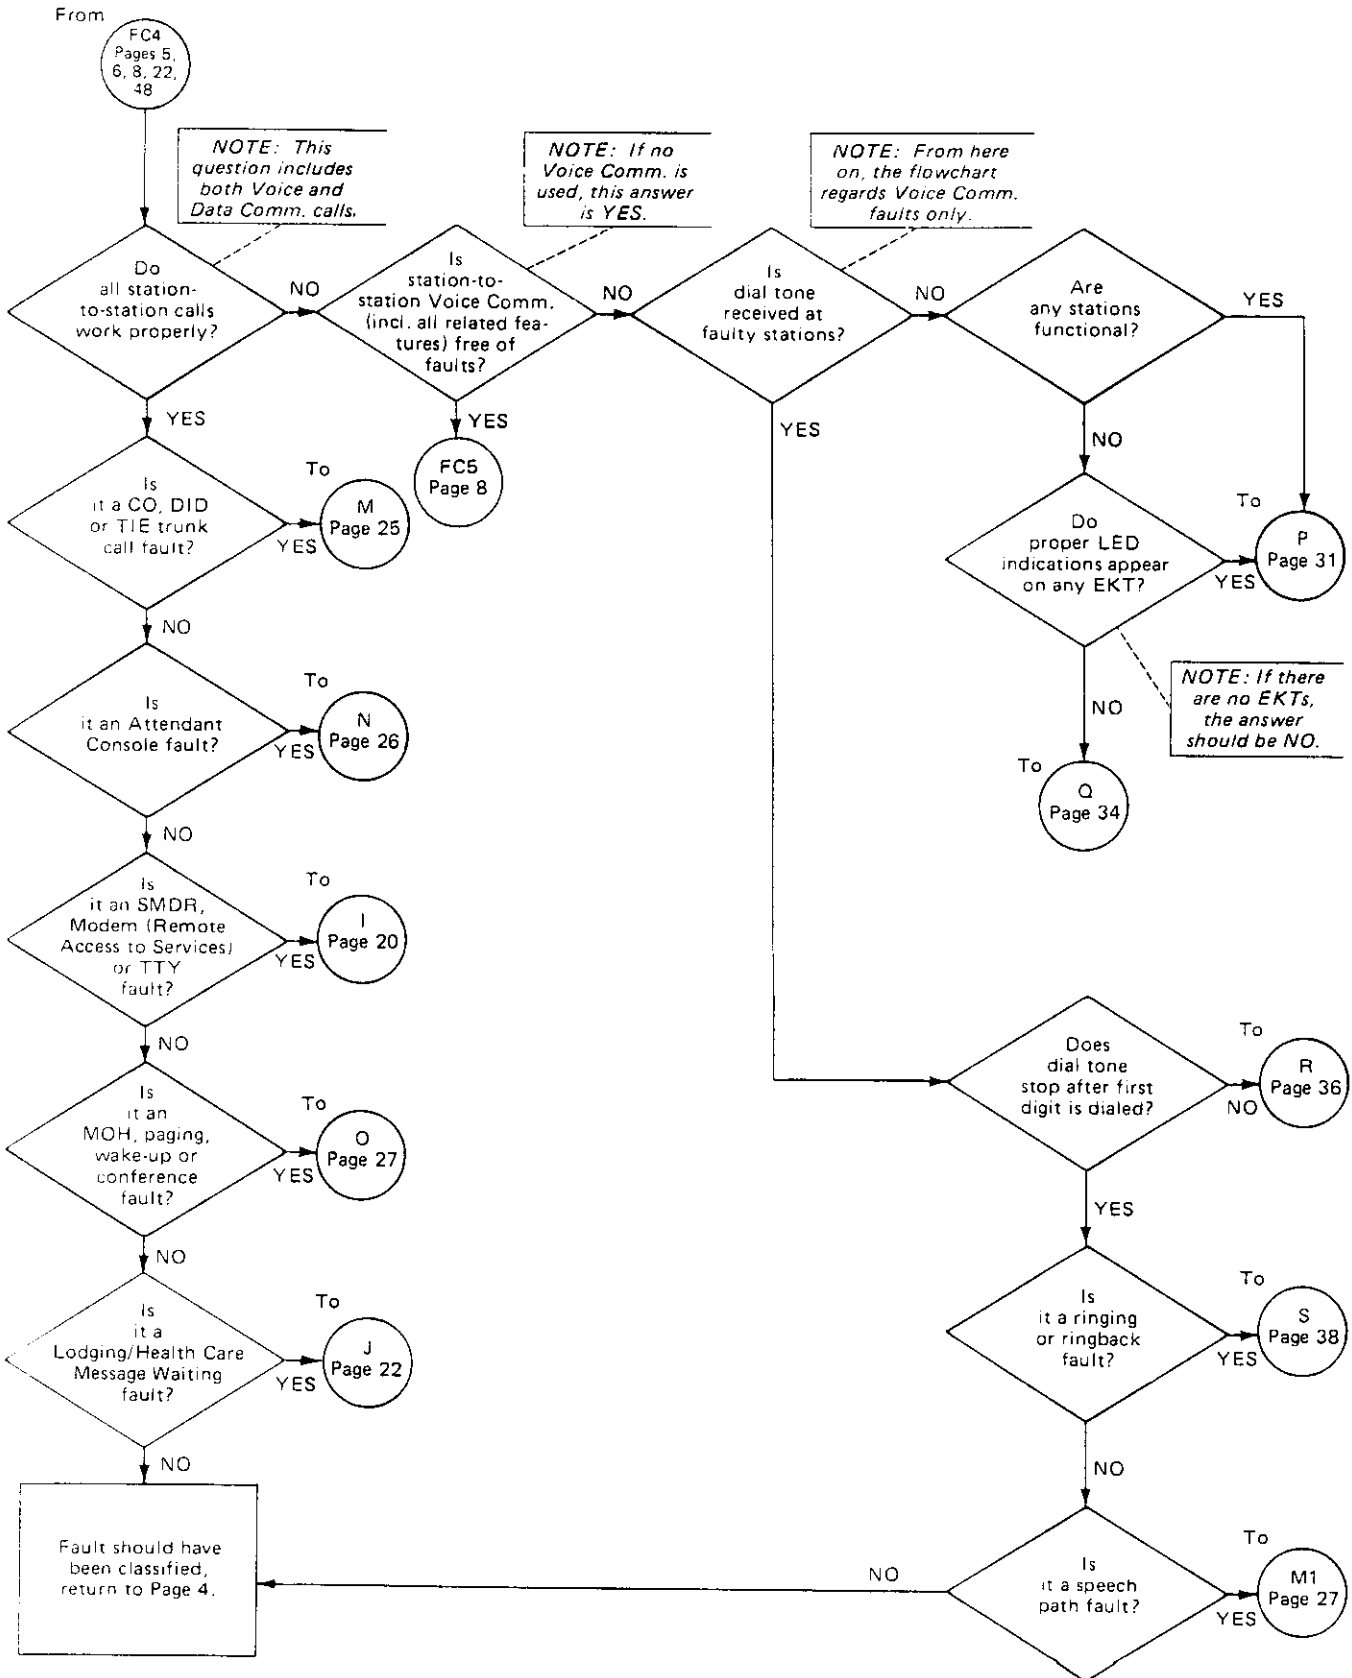 From
FC4
Pages 5,
6, 8, 22,
48
NOTE: This
question includes
both Voice and
Data Comm. calls.
NOTE: If no
Voice Comm. is
used, this answer
is YES.
NOTE: From here
on, the flowchart
regards Voice Comm.
faults only.
Do
all station-
to-station calls
work properly?
NO
YES
Is
station-to-
station Voice Comm.
(incl. all related fea-
tures) free of
faults?
NO
YES
FC5
Page 8
Is
dial tone
received at
faulty stations?
NO
YES
Are
any stations
functional?
YES
NO
Is
it a CO, DID
or TIE trunk
call fault?
YES
To
M
Page 25
NO
Do
proper LED
indications appear
on any EKT?
YES
To
P
Page 31
NO
NOTE: If there
are no EKTs,
the answer
should be NO.
To
Q
Page 34
Is
it an Attendant
Console fault?
YES
To
N
Page 26
NO
Is
it an SMDR,
Modem (Remote
Access to Services)
or TTY
fault?
YES
To
I
Page 20
NO
Is
it an
MOH, paging,
wake-up or
conference
fault?
YES
To
O
Page 27
NO
Is
it a
Lodging/Health Care
Message Waiting
fault?
YES
To
J
Page 22
NO
Fault should have
been classified,
return to Page 4.
Does
dial tone
stop after first
digit is dialed?
NO
To
R
Page 36
YES
Is
it a ringing
or ringback
fault?
YES
To
S
Page 38
NO
Is
it a speech
path fault?
NO
YES
To
M1
Page 27